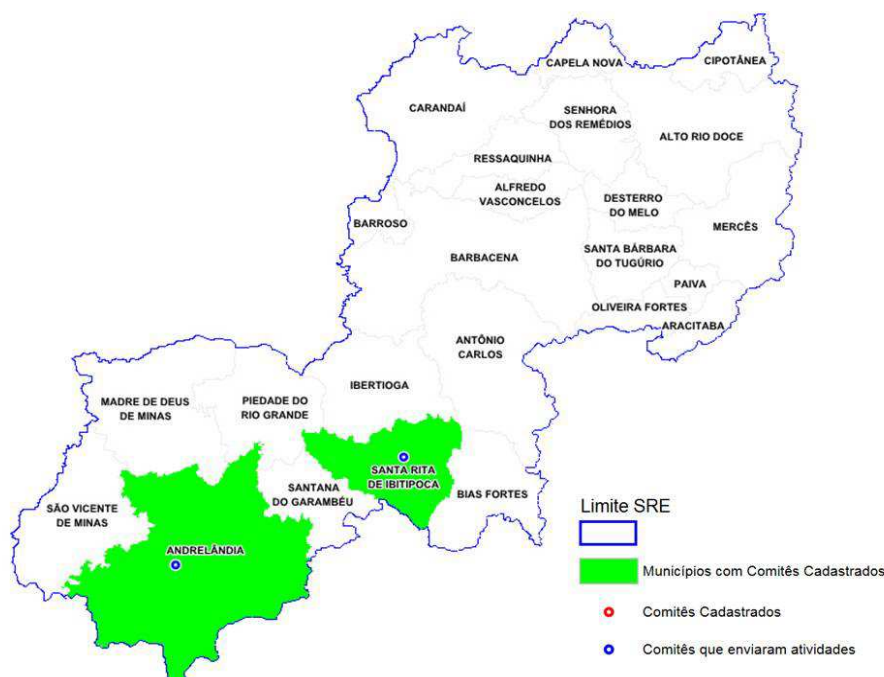 CAPELA NOVA
CIPOTÂNEA
CARANDAÍ
SENHORA
DOS REMÉDIOS
ALTO RIO DOCE
RESSAQUINHA
ALFREDO
VASCONCELOS
DESTERRO
DO MELO
BARROSO
MERCÊS
BARBACENA
SANTA BÁRBARA
DO TUGÚRIO
PAIVA
OLIVEIRA FORTES
ARACITABA
ANTÔNIO
CARLOS
IBERTIOGA
MADRE DE DEUS
DE MINAS
PIEDADE DO
RIO GRANDE
SANTA RITA
DE IBITIPOCA
SANTANA
DO GARAMBÉU
BIAS FORTES
SÃO VICENTE
DE MINAS
ANDRELÂNDIA
Limite SRE
Municípios com Comitês Cadastrados
Comitês Cadastrados
Comitês que enviaram atividades